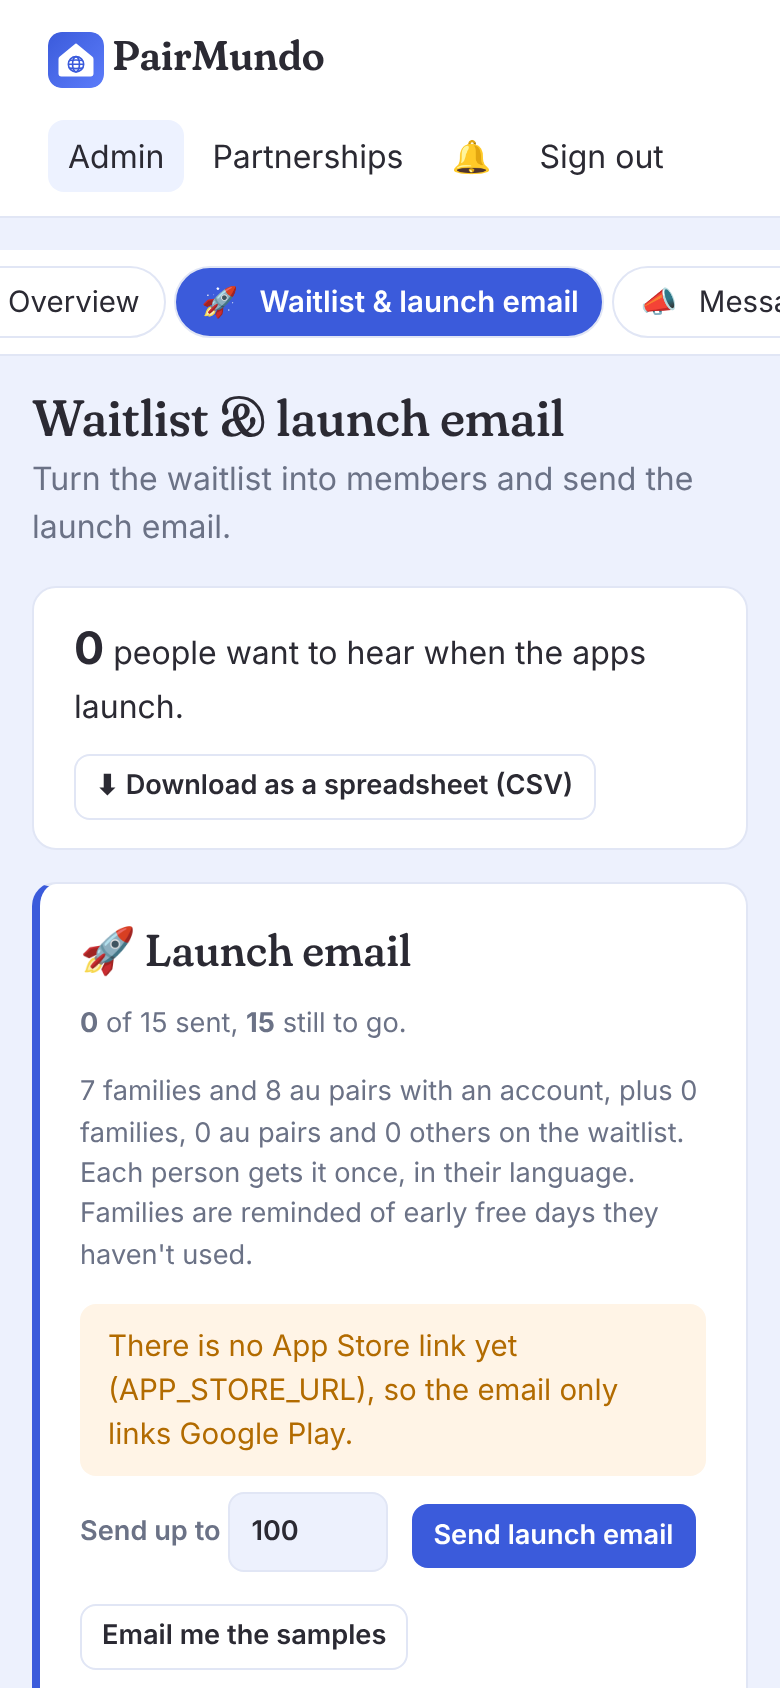 PairMundo
Admin Partnerships 🔔 Sign out
Overview 🚀 Waitlist & launch email 📣 Messa
Waitlist & launch email
Turn the waitlist into members and send the
launch email.
0 people want to hear when the apps
launch.
⬇ Download as a spreadsheet (CSV)
🚀 Launch email
0 of 15 sent, 15 still to go.
7 families and 8 au pairs with an account, plus 0
families, 0 au pairs and 0 others on the waitlist.
Each person gets it once, in their language.
Families are reminded of early free days they
haven't used.
There is no App Store link yet
(APP_STORE_URL), so the email only
links Google Play.
Send up to 100 Send launch email
Email me the samples